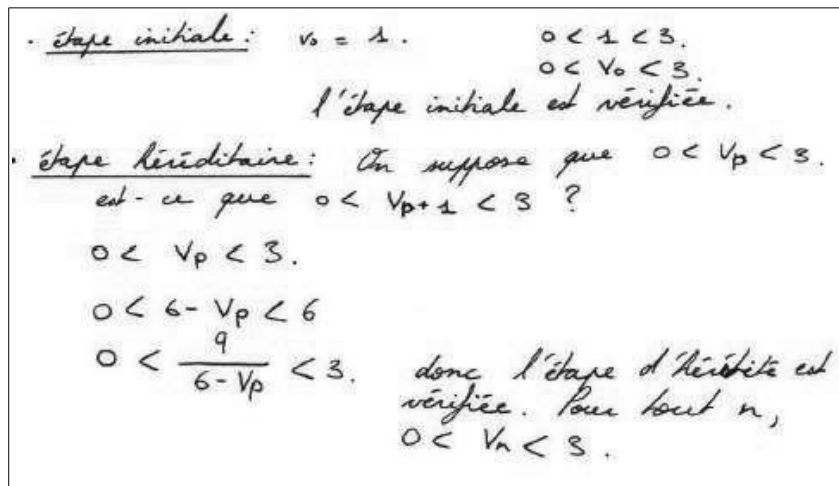 . étape initiale : v₀ = 1. 0 < 1 < 3.
0 < V₀ < 3.
l'étape initiale est vérifiée.
. étape héréditaire : On suppose que 0 < Vp < 3.
est-ce que 0 < Vp+1 < 3 ?
0 < Vp < 3.
0 < 6 - Vp < 6
0 < 9/(6 - Vp) < 3. donc l'étape d'hérédité est
vérifiée. Pour tout n,
0 < Vn < 3.